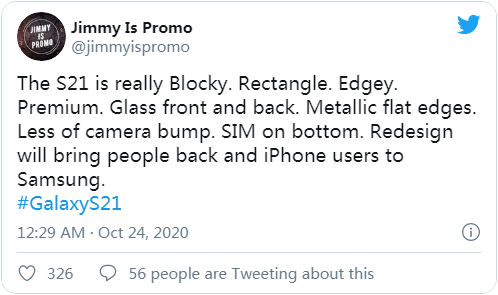 JIMMY
IS
PROMO
Jimmy Is Promo
@jimmyispromo
The S21 is really Blocky. Rectangle. Edgey.
Premium. Glass front and back. Metallic flat edges.
Less of camera bump. SIM on bottom. Redesign
will bring people back and iPhone users to
Samsung.
#GalaxyS21
12:29 AM · Oct 24, 2020
326 56 people are Tweeting about this